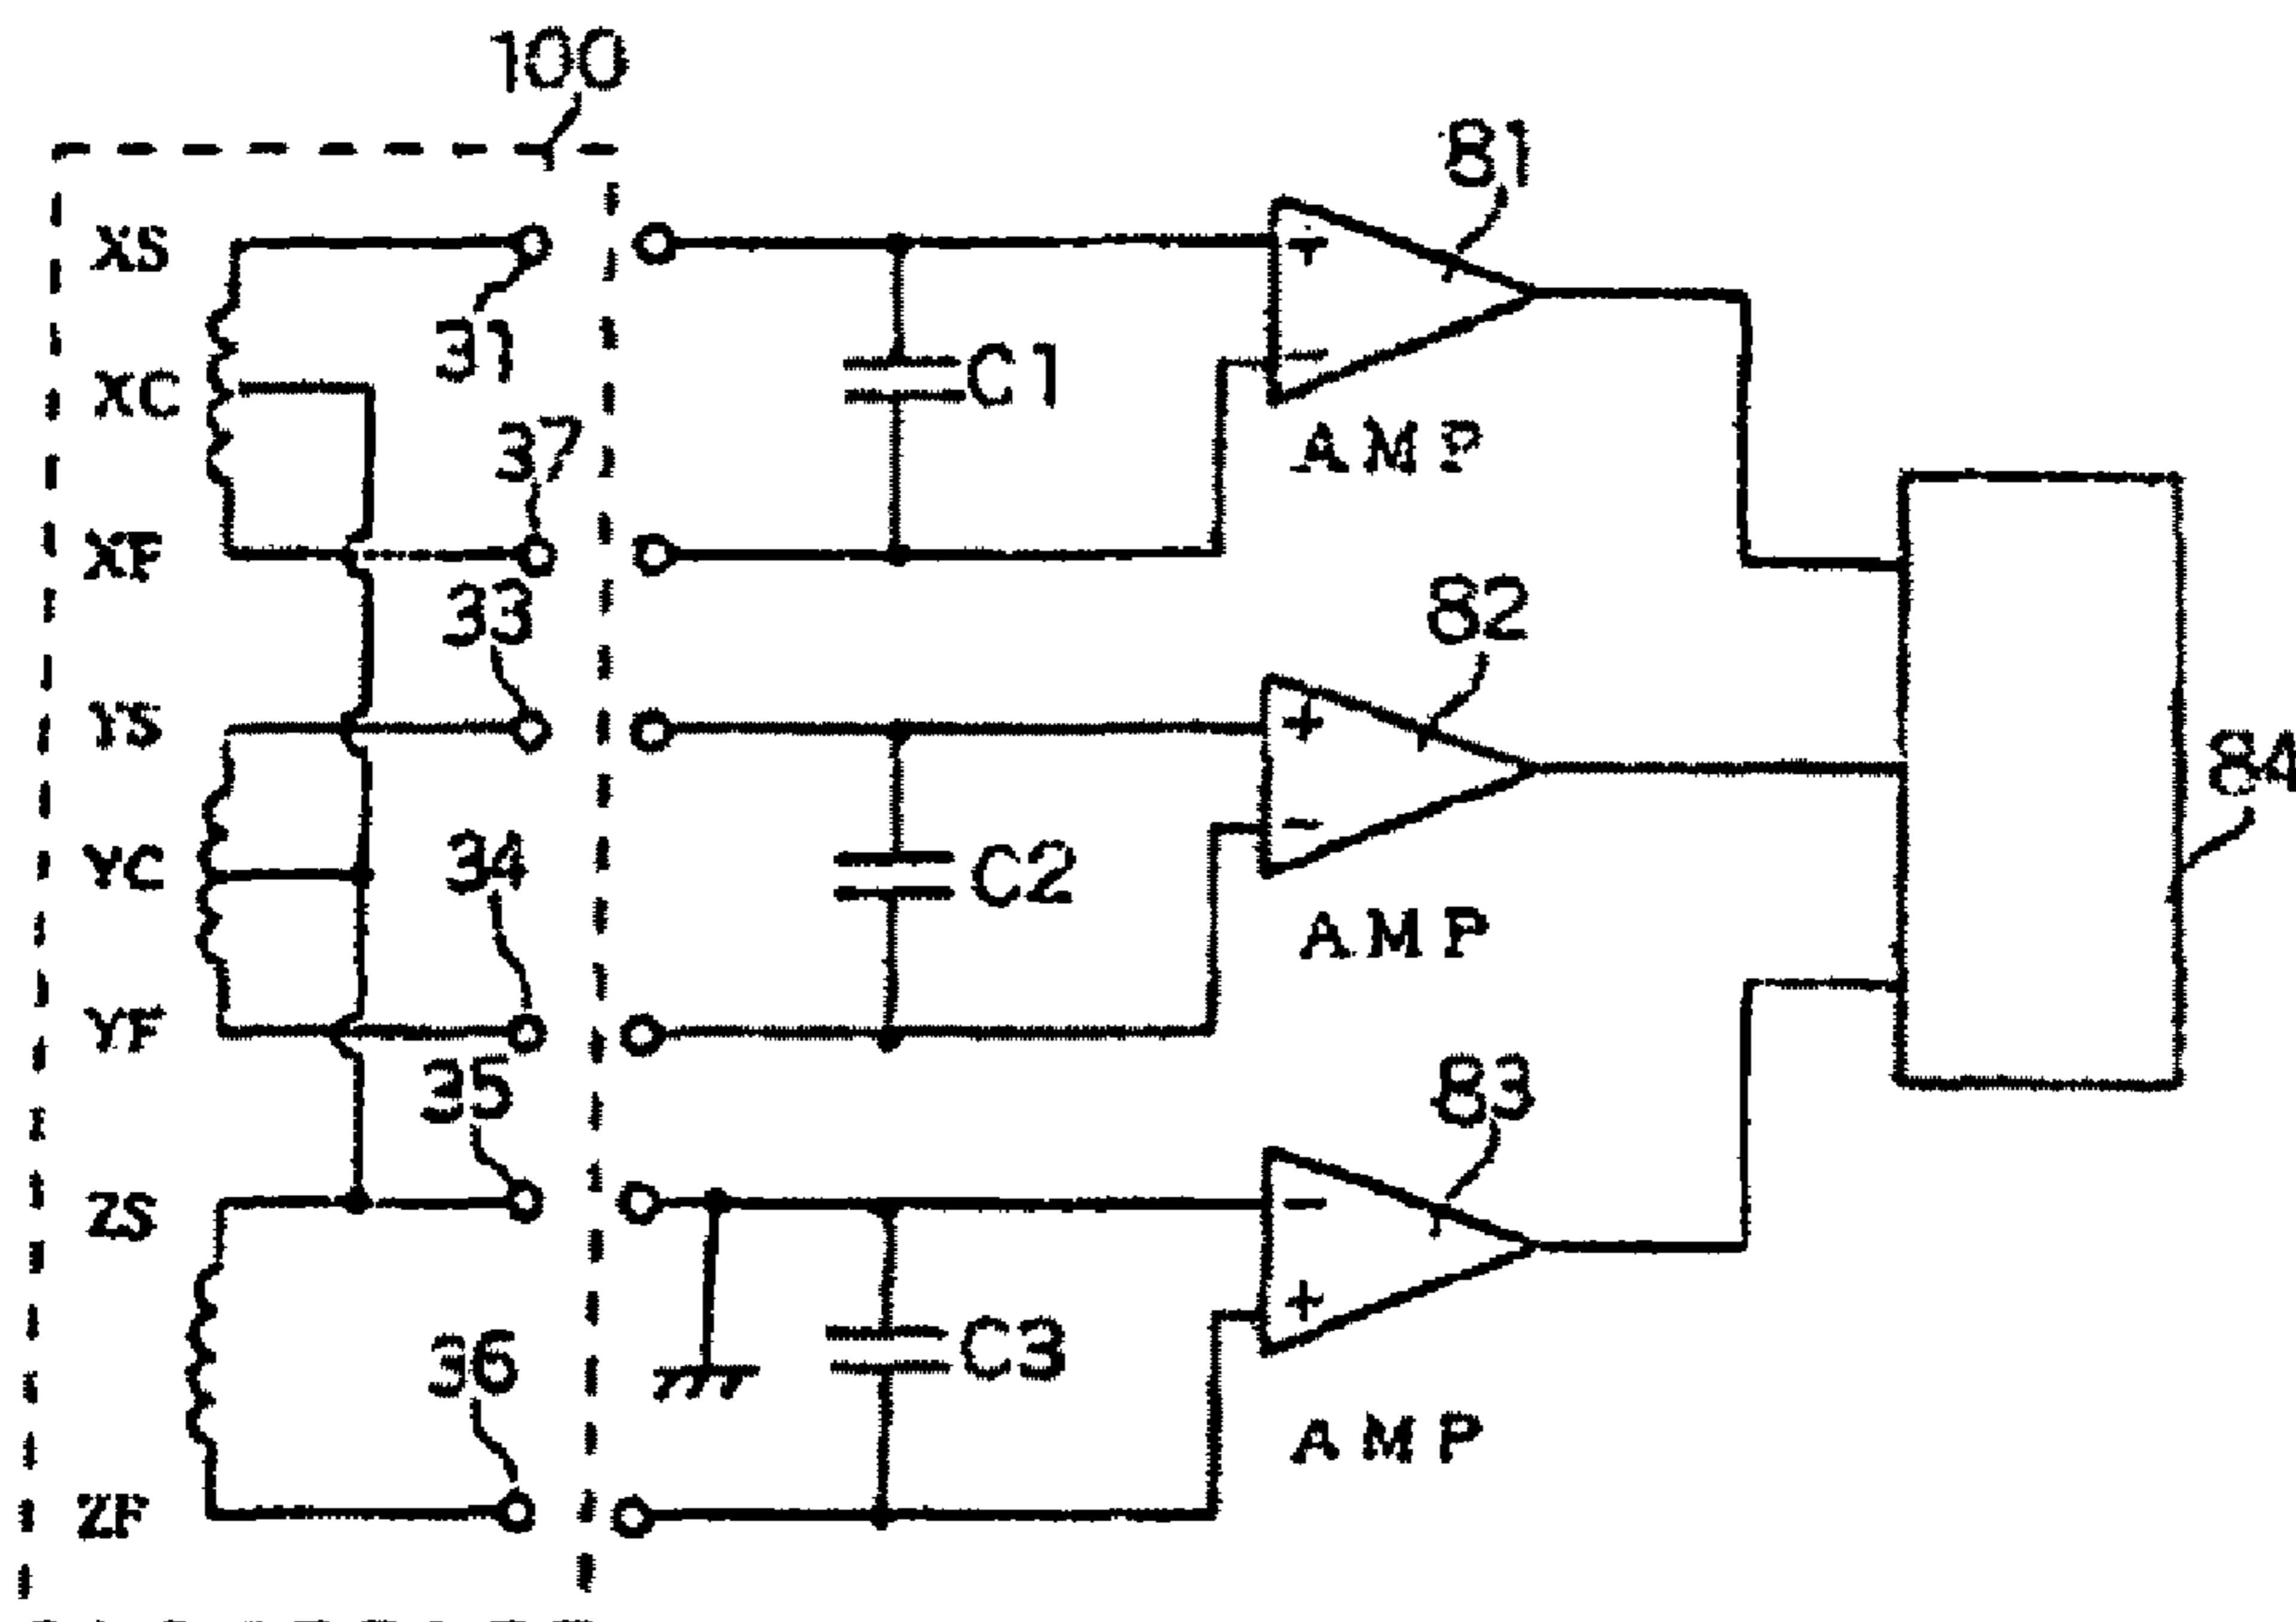 100
81
XS
31
+
C1
XC
−
37
AMP
XF
33
82
YS
+
84
34
YC
−
C2
AMP
YF
35
83
ZS
−
36
+
C3
AMP
ZF